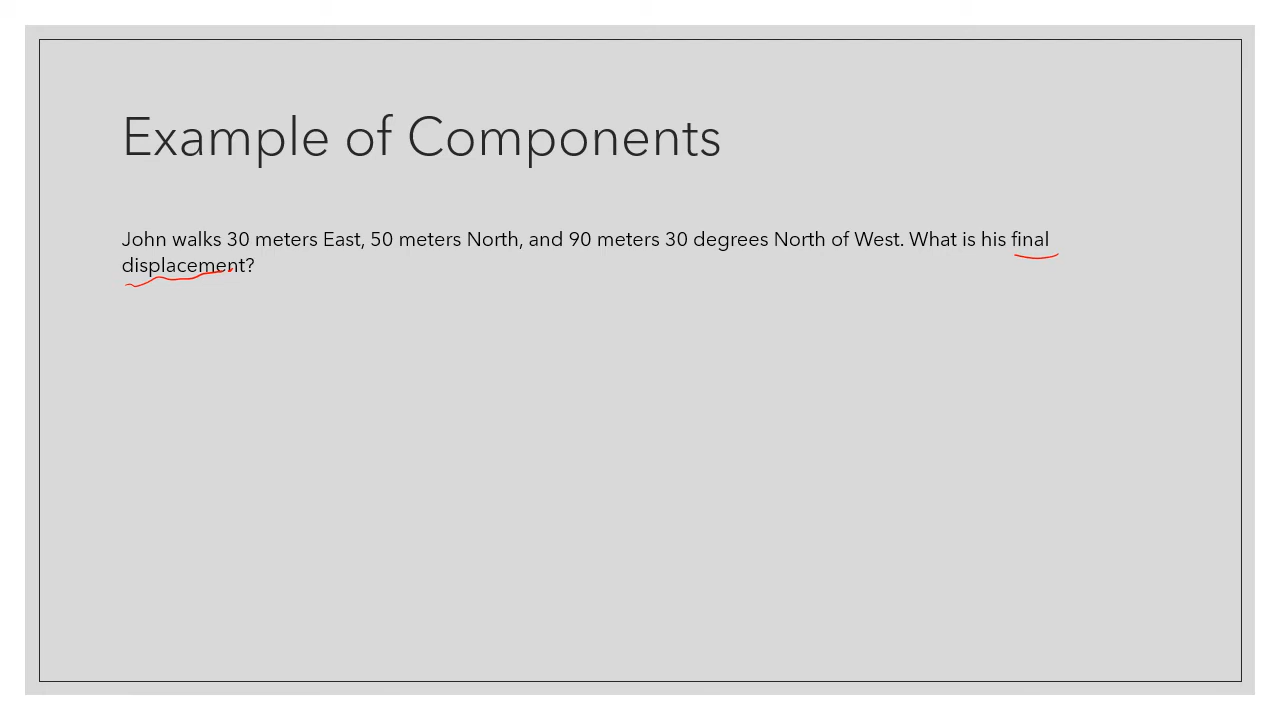 Example of Components
John walks 30 meters East, 50 meters North, and 90 meters 30 degrees North of West. What is his final
displacement?